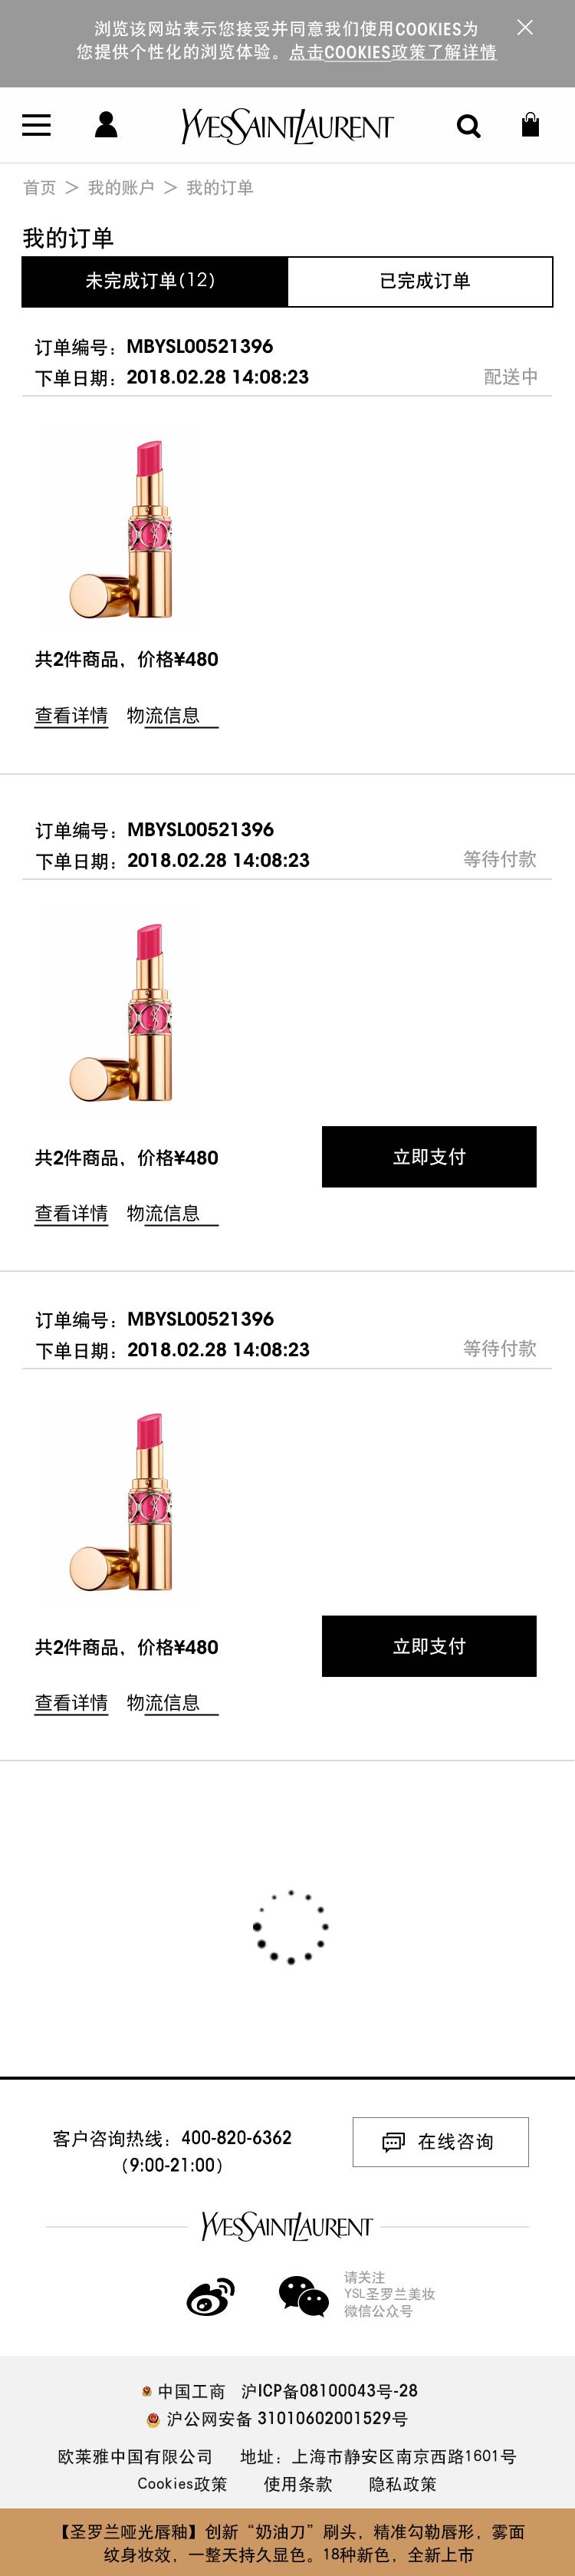 浏览该网站表示您接受并同意我们使用COOKIES为
您提供个性化的浏览体验。点击COOKIES政策了解详情
YVESSAINTLAURENT
首页 > 我的账户 > 我的订单
我的订单
未完成订单(12)
已完成订单
订单编号：MBYSL00521396
下单日期：2018.02.28 14:08:23
配送中
共2件商品，价格¥480
查看详情 物流信息
订单编号：MBYSL00521396
下单日期：2018.02.28 14:08:23
等待付款
共2件商品，价格¥480
立即支付
查看详情 物流信息
订单编号：MBYSL00521396
下单日期：2018.02.28 14:08:23
等待付款
共2件商品，价格¥480
立即支付
查看详情 物流信息
客户咨询热线：400-820-6362
（9:00-21:00）
在线咨询
YVESSAINTLAURENT
请关注
YSL圣罗兰美妆
微信公众号
中国工商 沪ICP备08100043号-28
沪公网安备 31010602001529号
欧莱雅中国有限公司 地址：上海市静安区南京西路1601号
Cookies政策 使用条款 隐私政策
【圣罗兰哑光唇釉】创新“奶油刀”刷头，精准勾勒唇形，雾面
纹身妆效，一整天持久显色。18种新色，全新上市